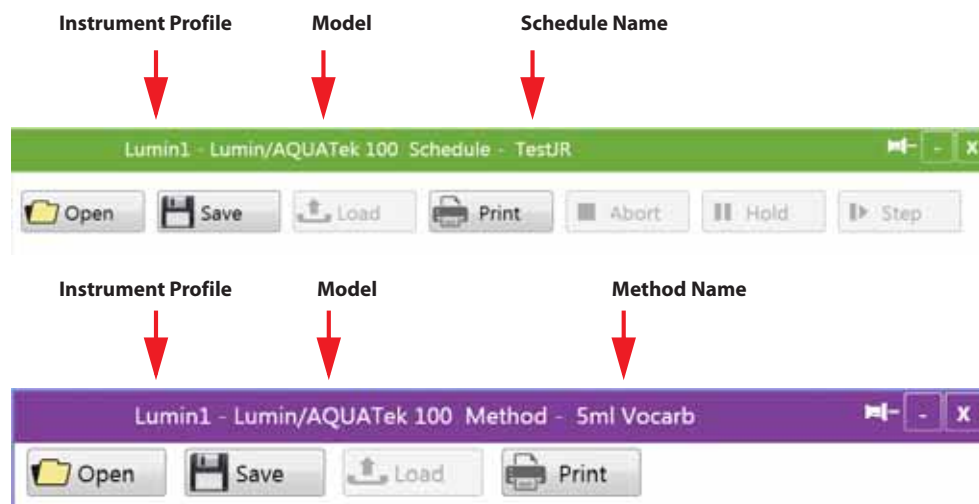 Instrument Profile Model Schedule Name
Lumin1 - Lumin/AQUATek 100 Schedule - TestJR - x
Open Save Load Print Abort Hold Step
Instrument Profile Model Method Name
Lumin1 - Lumin/AQUATek 100 Method - 5ml Vocarb - x
Open Save Load Print